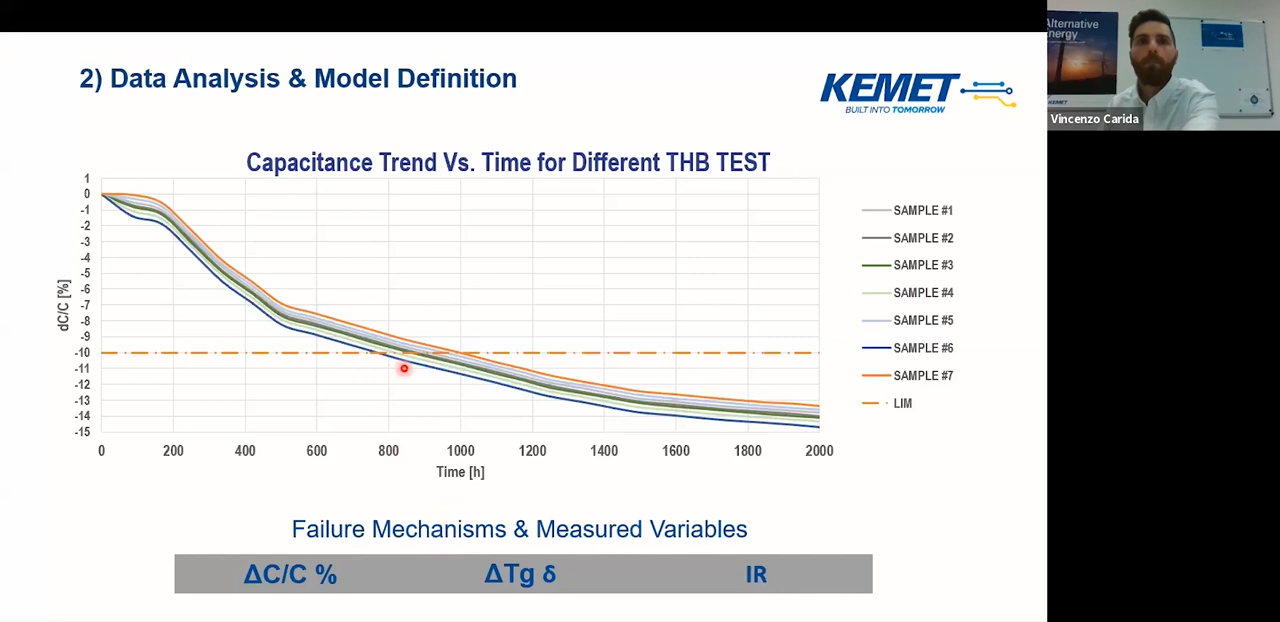 2) Data Analysis & Model Definition
KEMET
BUILT INTO TOMORROW
Alternative
Energy
KEMET
Vincenzo Carida
Capacitance Trend Vs. Time for Different THB TEST
dC/C [%]
1
0
-1
-2
-3
-4
-5
-6
-7
-8
-9
-10
-11
-12
-13
-14
-15
0 200 400 600 800 1000 1200 1400 1600 1800 2000
Time [h]
SAMPLE #1
SAMPLE #2
SAMPLE #3
SAMPLE #4
SAMPLE #5
SAMPLE #6
SAMPLE #7
LIM
Failure Mechanisms & Measured Variables
ΔC/C % ΔTg δ IR